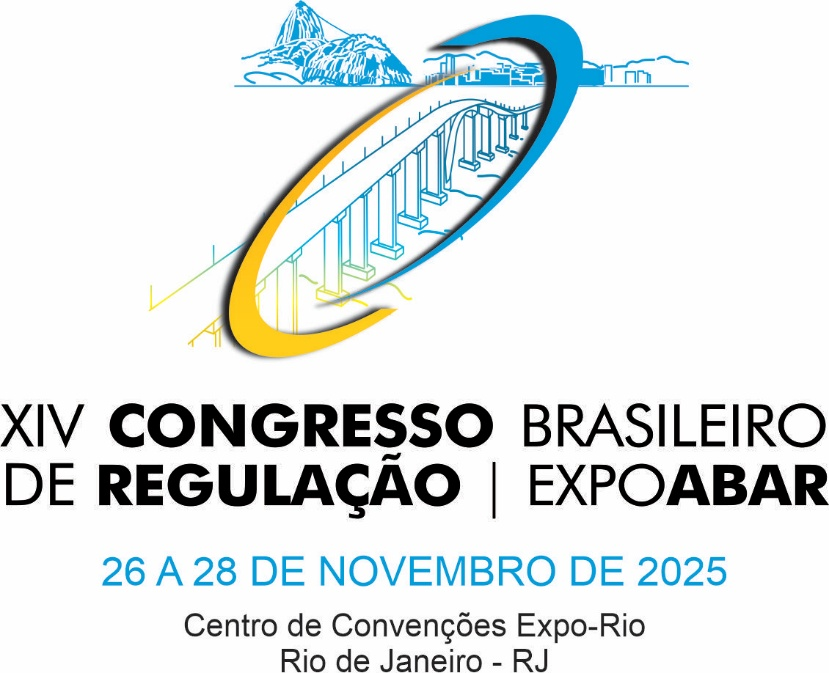 XIV CONGRESSO BRASILEIRO
DE REGULAÇÃO | EXPOABAR
26 A 28 DE NOVEMBRO DE 2025
Centro de Convenções Expo-Rio
Rio de Janeiro - RJ